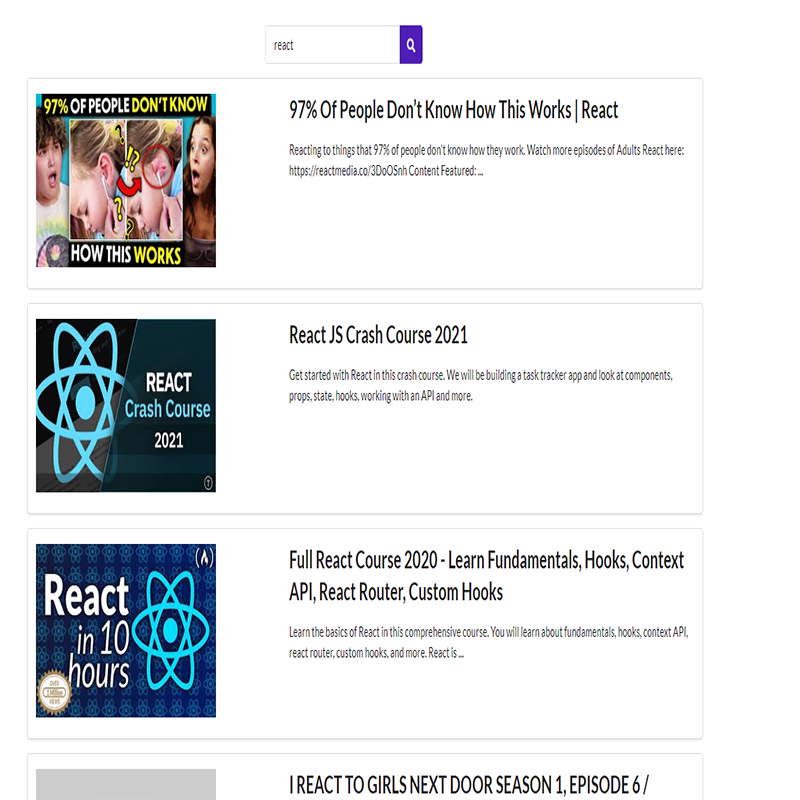 react
97% OF PEOPLE DON'T KNOW
HOW THIS WORKS
97% Of People Don't Know How This Works | React
Reacting to things that 97% of people don't know how they work. Watch more episodes of Adults React here:
https://reactmedia.co/3DoOSnh Content Featured: ...
REACT
Crash Course
2021
React JS Crash Course 2021
Get started with React in this crash course. We will be building a task tracker app and look at components,
props, state, hooks, working with an API and more.
React
in 10
hours
OVER
1 Million
VIEWS
Full React Course 2020 - Learn Fundamentals, Hooks, Context
API, React Router, Custom Hooks
Learn the basics of React in this comprehensive course. You will learn about fundamentals, hooks, context API,
react router, custom hooks, and more. React is ...
I REACT TO GIRLS NEXT DOOR SEASON 1, EPISODE 6 /